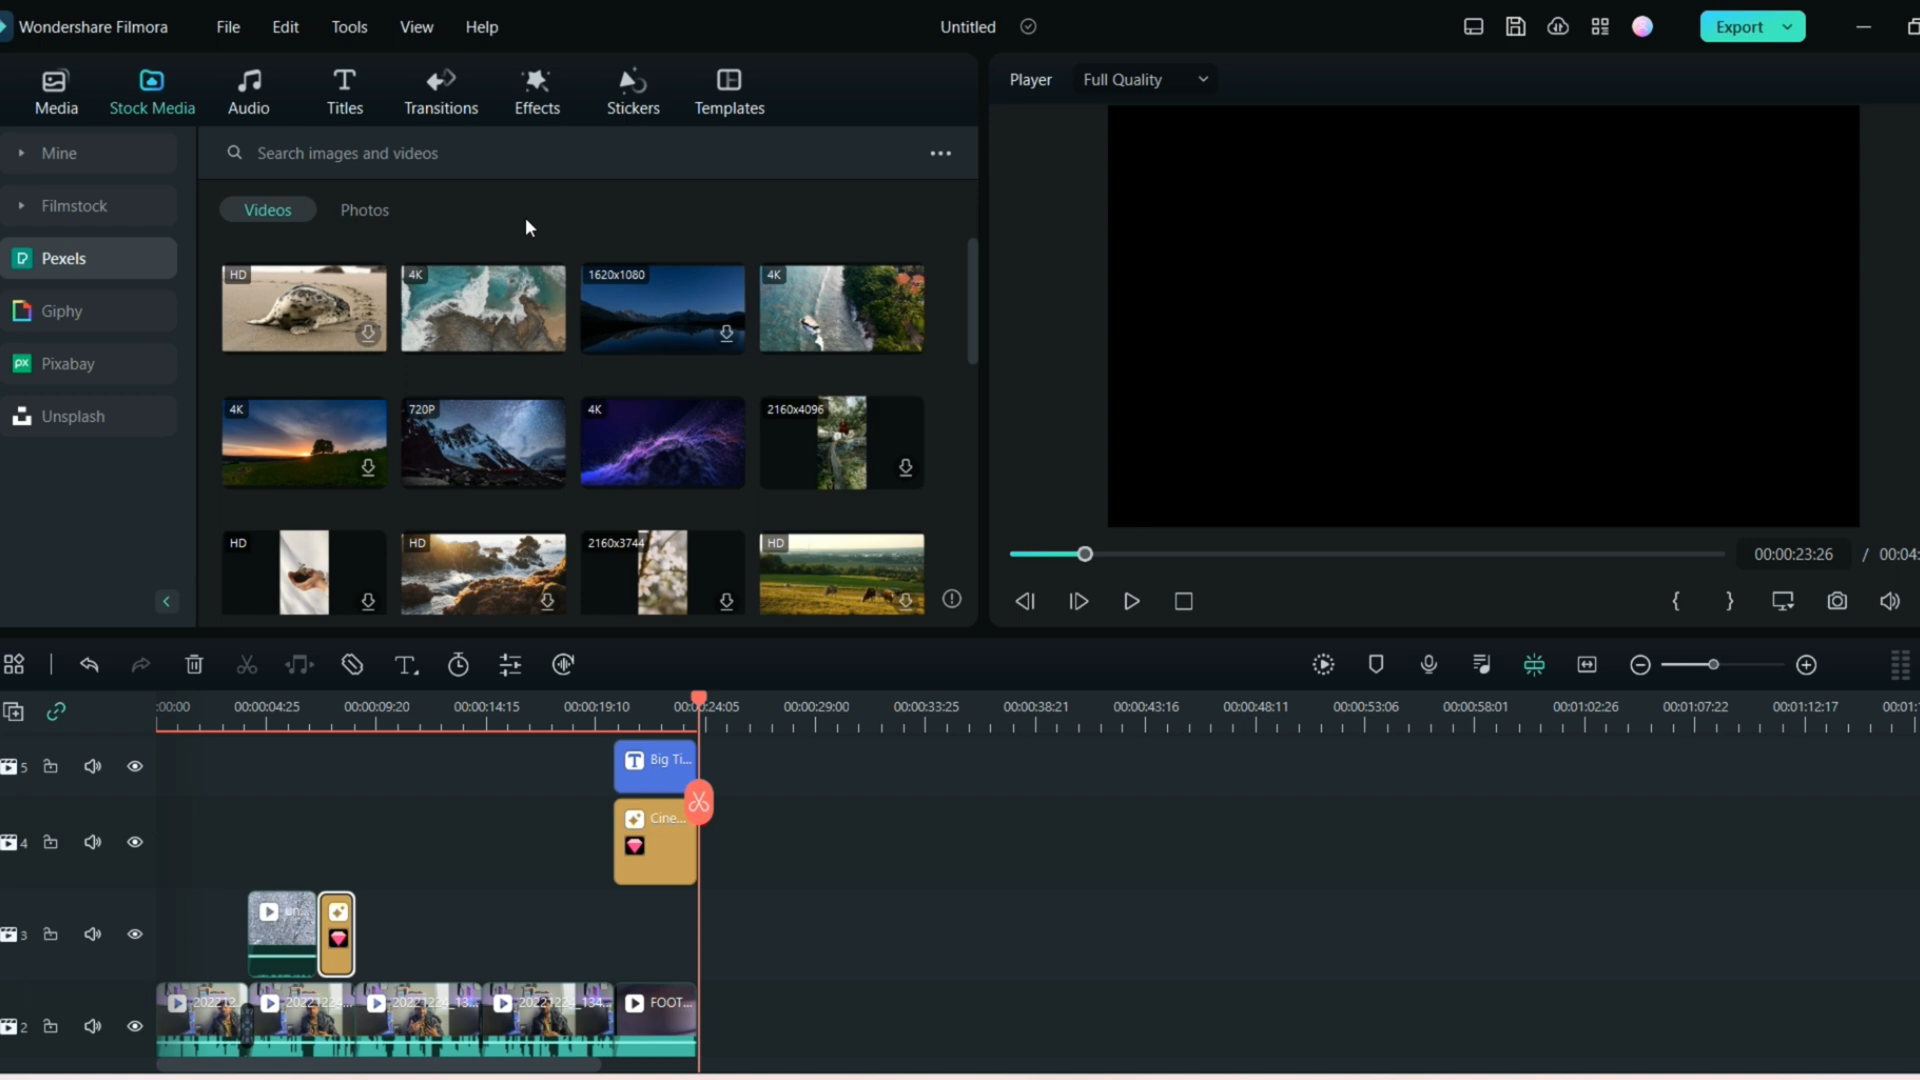 Wondershare Filmora
File
Edit
Tools
View
Help
Untitled
Export
Media
Stock Media
Audio
Titles
Transitions
Effects
Stickers
Templates
Player
Full Quality
Mine
Filmstock
Pexels
Giphy
Pixabay
Unsplash
Search images and videos
Videos
Photos
HD
4K
1620x1080
4K
4K
720P
4K
2160x4096
HD
HD
2160x3744
HD
00:00:23:26
/ 00:04:
:00:00
00:00:04:25
00:00:09:20
00:00:14:15
00:00:19:10
00:00:24:05
00:00:29:00
00:00:33:25
00:00:38:21
00:00:43:16
00:00:48:11
00:00:53:06
00:00:58:01
00:01:02:26
00:01:07:22
00:01:12:17
00:01:
5
Big Ti...
4
Cine...
3
2
202212...
20221224...
20221224_13...
20221224_134...
FOOT...